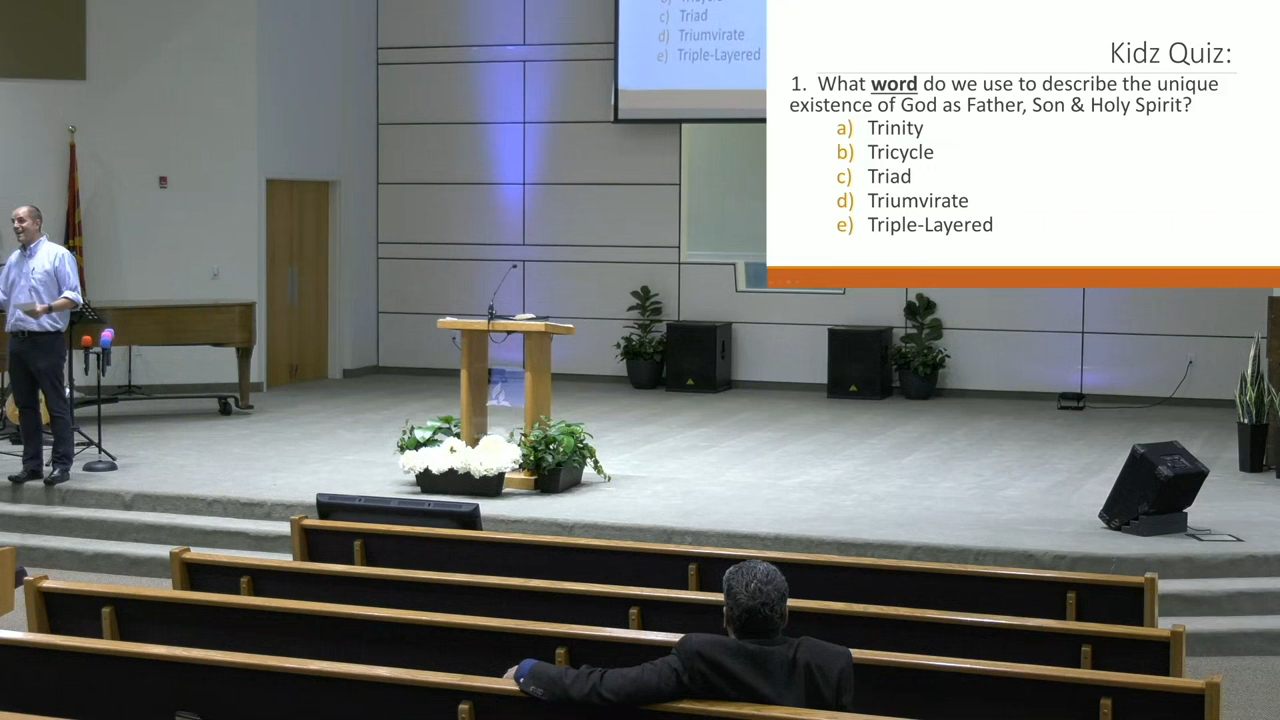 c) Triad
d) Triumvirate
e) Triple-Layered
Kidz Quiz:
1. What word do we use to describe the unique
existence of God as Father, Son & Holy Spirit?
a) Trinity
b) Tricycle
c) Triad
d) Triumvirate
e) Triple-Layered